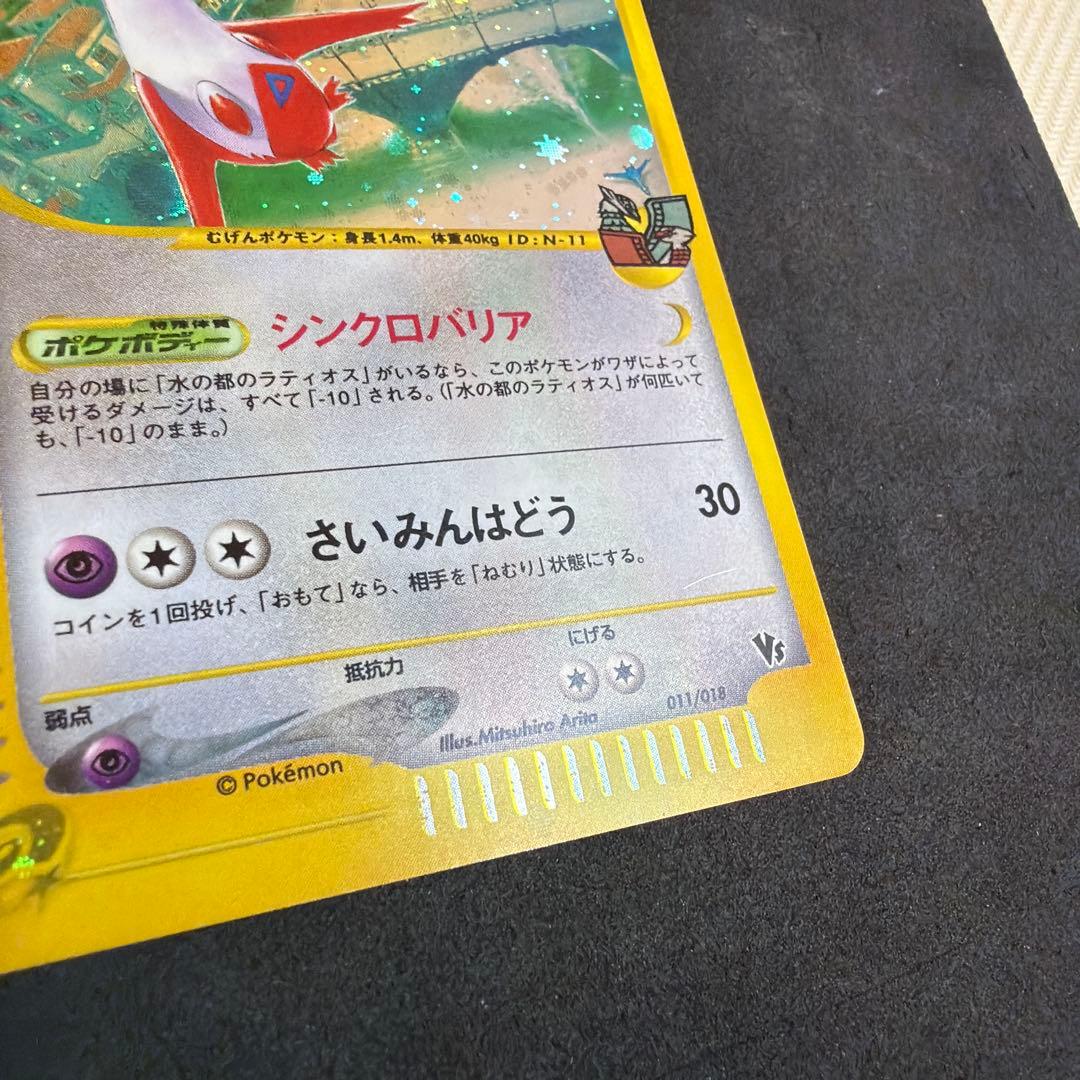 むげんポケモン:身長1.4m、体重40kg ID:N-11
特殊体質
ポケボディー
シンクロバリア
自分の場に「水の都のラティオス」がいるなら、このポケモンがワザによって
受けるダメージは、すべて「-10」される。(「水の都のラティオス」が何匹いて
も、「-10」のまま。)
さいみんはどう
30
コインを1回投げ、「おもて」なら、相手を「ねむり」状態にする。
弱点
抵抗力
にげる
Vs
Illus.Mitsuhiro Arita
011/018
© Pokémon